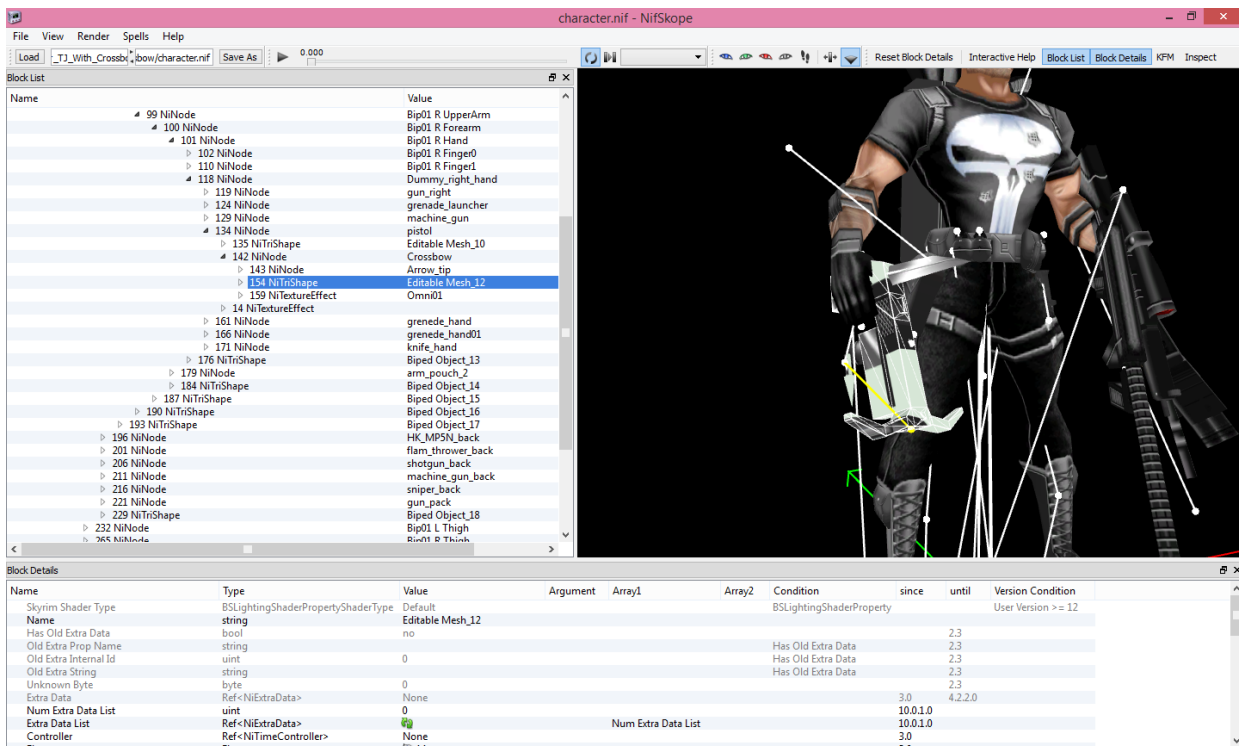 character.nif - NifSkope
File View Render Spells Help
Load _TJ_With_Crossbo bow/character.nif Save As 0.000 Reset Block Details Interactive Help Block List Block Details KFM Inspect
Block List
Name Value
99 NiNode Bip01 R UpperArm
100 NiNode Bip01 R Forearm
101 NiNode Bip01 R Hand
102 NiNode Bip01 R Finger0
110 NiNode Bip01 R Finger1
118 NiNode Dummy_right_hand
119 NiNode gun_right
124 NiNode grenade_launcher
129 NiNode machine_gun
134 NiNode pistol
135 NiTriShape Editable Mesh_10
142 NiNode Crossbow
143 NiNode Arrow_tip
154 NiTriShape Editable Mesh_12
159 NiTextureEffect Omni01
14 NiTextureEffect
161 NiNode grenede_hand
166 NiNode grenede_hand01
171 NiNode knife_hand
176 NiTriShape Biped Object_13
179 NiNode arm_pouch_2
184 NiTriShape Biped Object_14
187 NiTriShape Biped Object_15
190 NiTriShape Biped Object_16
193 NiTriShape Biped Object_17
196 NiNode HK_MP5N_back
201 NiNode flam_thrower_back
206 NiNode shotgun_back
211 NiNode machine_gun_back
216 NiNode sniper_back
221 NiNode gun_pack
229 NiTriShape Biped Object_18
232 NiNode Bip01 L Thigh
265 NiNode Bip01 R Thigh
Block Details
Name Type Value Argument Array1 Array2 Condition since until Version Condition
Skyrim Shader Type BSLightingShaderPropertyShaderType Default BSLightingShaderProperty User Version >= 12
Name string Editable Mesh_12
Has Old Extra Data bool no 2.3
Old Extra Prop Name string Has Old Extra Data 2.3
Old Extra Internal Id uint 0 Has Old Extra Data 2.3
Old Extra String string Has Old Extra Data 2.3
Unknown Byte byte 0 2.3
Extra Data Ref<NiExtraData> None 3.0 4.2.2.0
Num Extra Data List uint 0 10.0.1.0
Extra Data List Ref<NiExtraData> Num Extra Data List 10.0.1.0
Controller Ref<NiTimeController> None 3.0